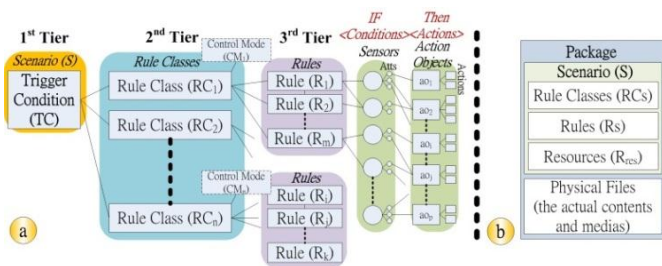 1st Tier
Scenario (S)
Trigger
Condition
(TC)
2nd Tier
Rule Classes
Control Mode
(CM1)
Rule Class (RC1)
Rule Class (RC2)
Control Mode
Rule Class (RCn)
3rd Tier
Rules
Rule (R1)
Rule (R2)
Rule (Rm)
Rules
Rule (Ri)
Rule (Rj)
Rule (Rk)
IF
<Conditions>
Sensors
Atts
Then
<Actions>
Action
Objects
Actions
ao1
ao2
aoi
aoj
aop
a
b
Package
Scenario (S)
Rule Classes (RCs)
Rules (Rs)
Resources (Rres)
Physical Files
(the actual contents
and medias)